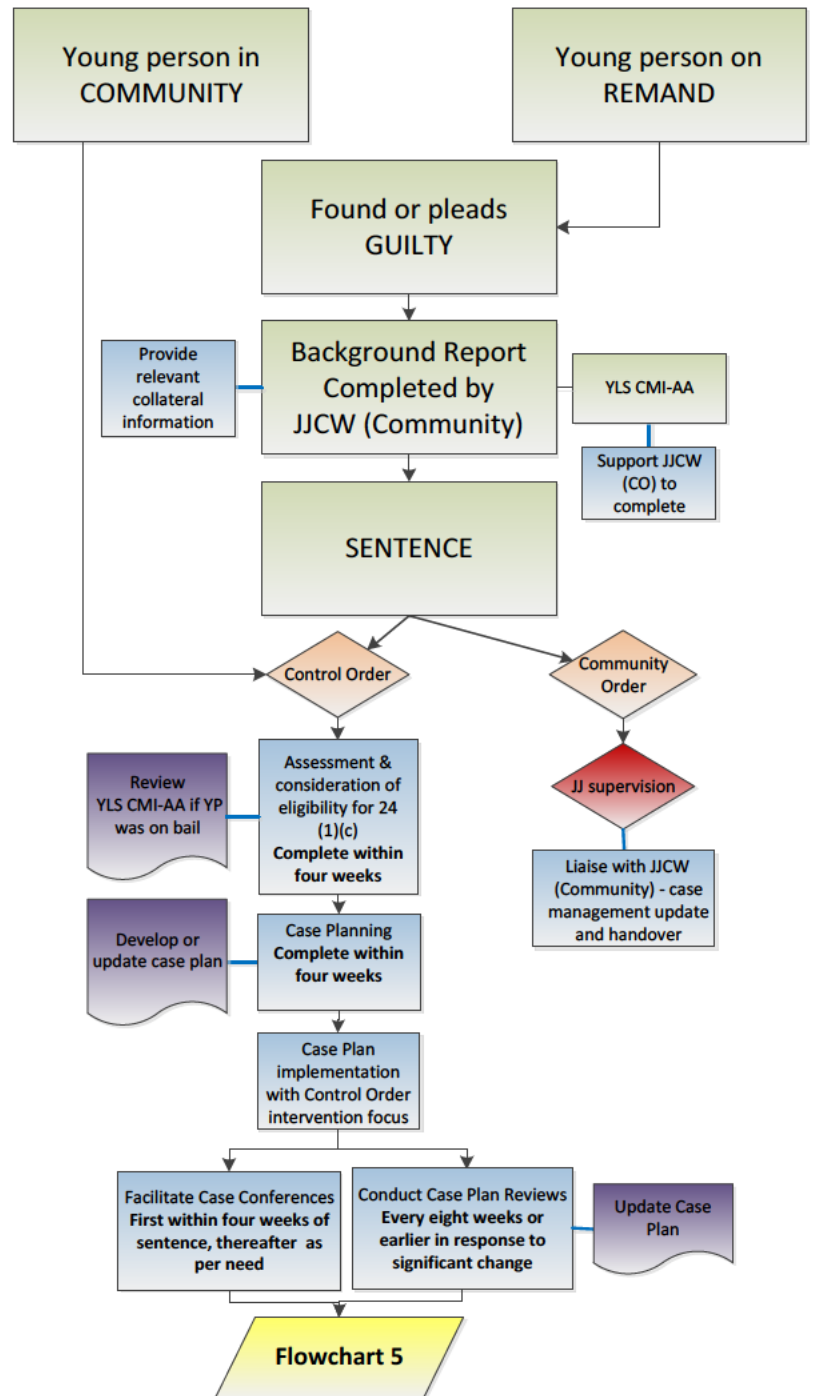 Young person in
COMMUNITY
Young person on
REMAND
Found or pleads
GUILTY
Provide
relevant
collateral
information
Background Report
Completed by
JJCW (Community)
YLS CMI-AA
Support JJCW
(CO) to
complete
SENTENCE
Control Order
Community
Order
Review
YLS CMI-AA if YP
was on bail
Assessment &
consideration of
eligibility for 24
(1)(c)
Complete within
four weeks
JJ supervision
Liaise with JJCW
(Community) - case
management update
and handover
Develop or
update case plan
Case Planning
Complete within
four weeks
Case Plan
implementation
with Control Order
intervention focus
Facilitate Case Conferences
First within four weeks of
sentence, thereafter as
per need
Conduct Case Plan Reviews
Every eight weeks or
earlier in response to
significant change
Update Case
Plan
Flowchart 5